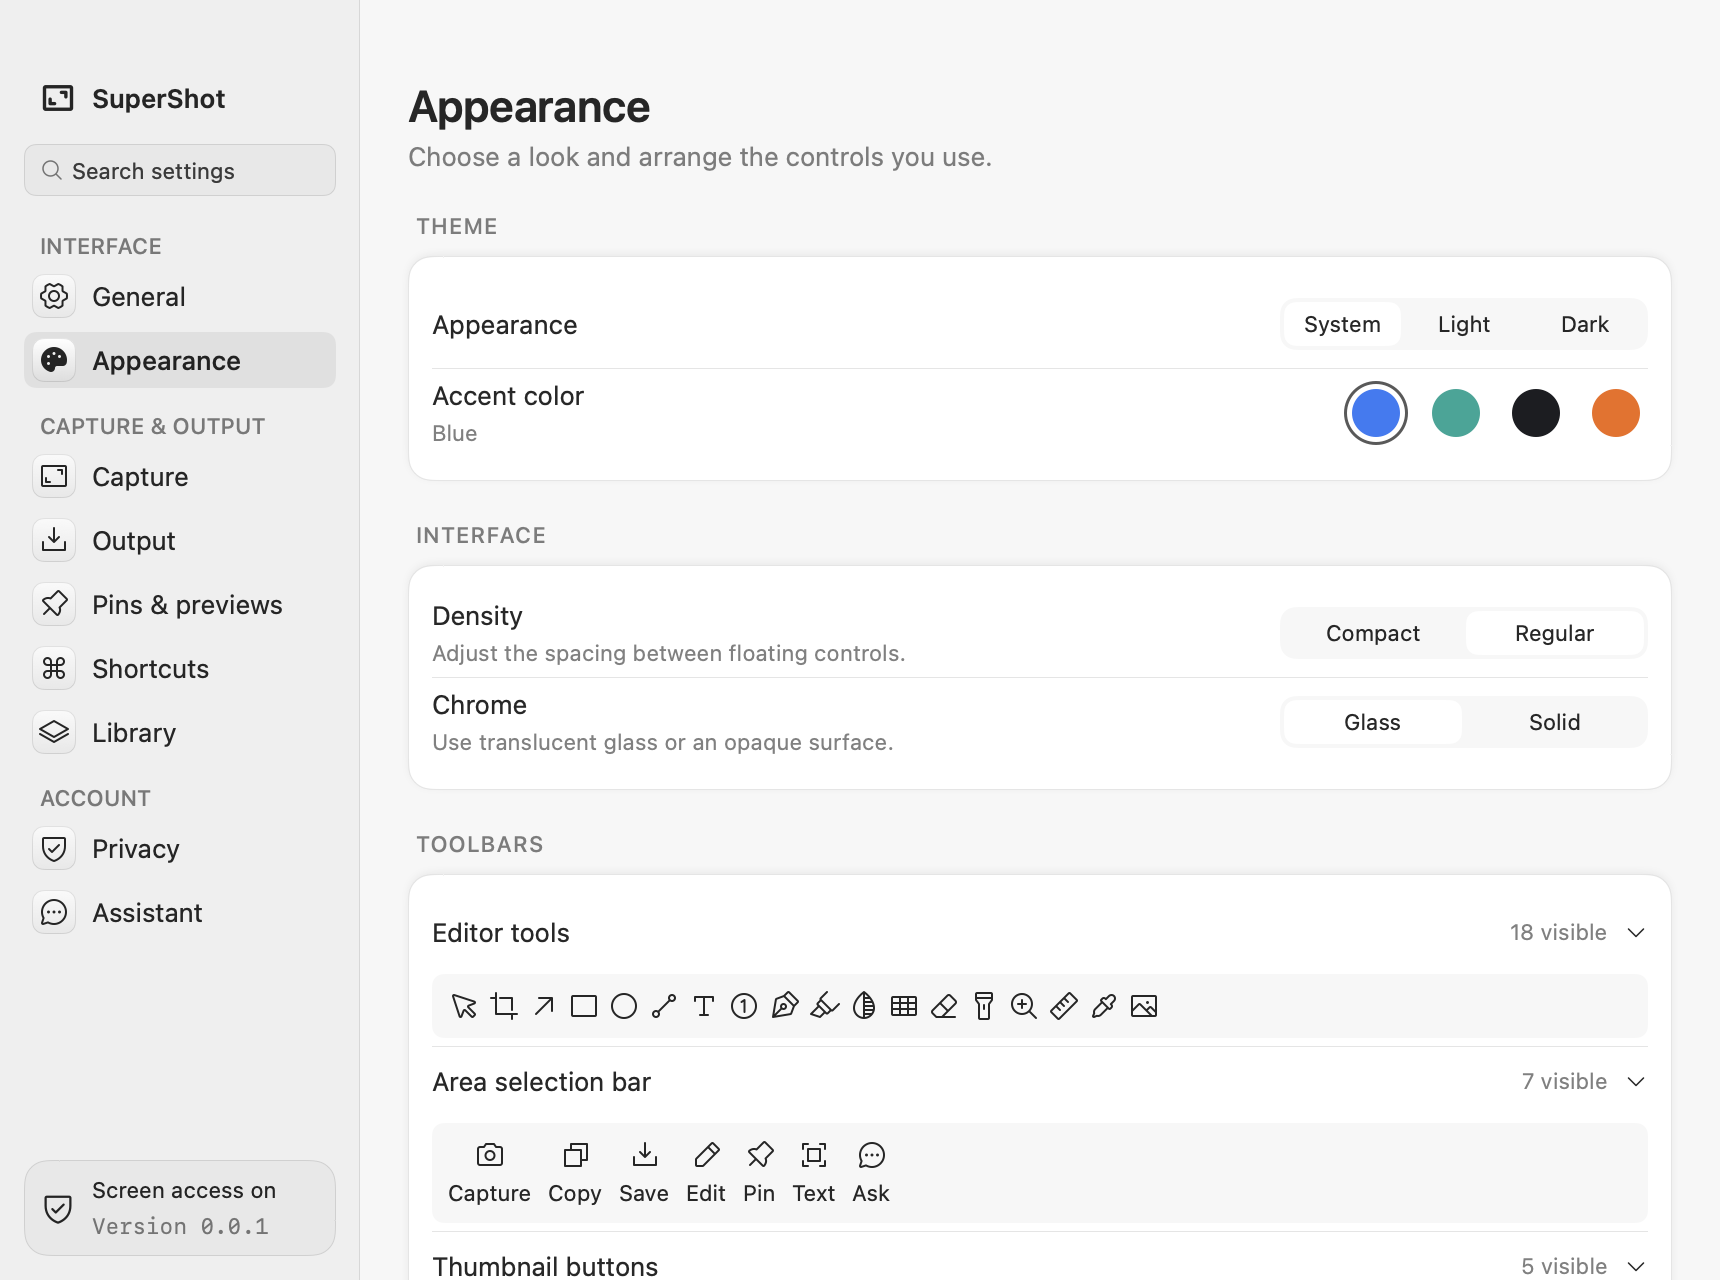 SuperShot
Search settings
INTERFACE
General
Appearance
CAPTURE & OUTPUT
Capture
Output
Pins & previews
Shortcuts
Library
ACCOUNT
Privacy
Assistant
Screen access on
Version 0.0.1
Appearance
Choose a look and arrange the controls you use.
THEME
Appearance
System Light Dark
Accent color
Blue
INTERFACE
Density
Adjust the spacing between floating controls.
Compact Regular
Chrome
Use translucent glass or an opaque surface.
Glass Solid
TOOLBARS
Editor tools
18 visible
T 1
Area selection bar
7 visible
Capture Copy Save Edit Pin Text Ask
Thumbnail buttons
5 visible